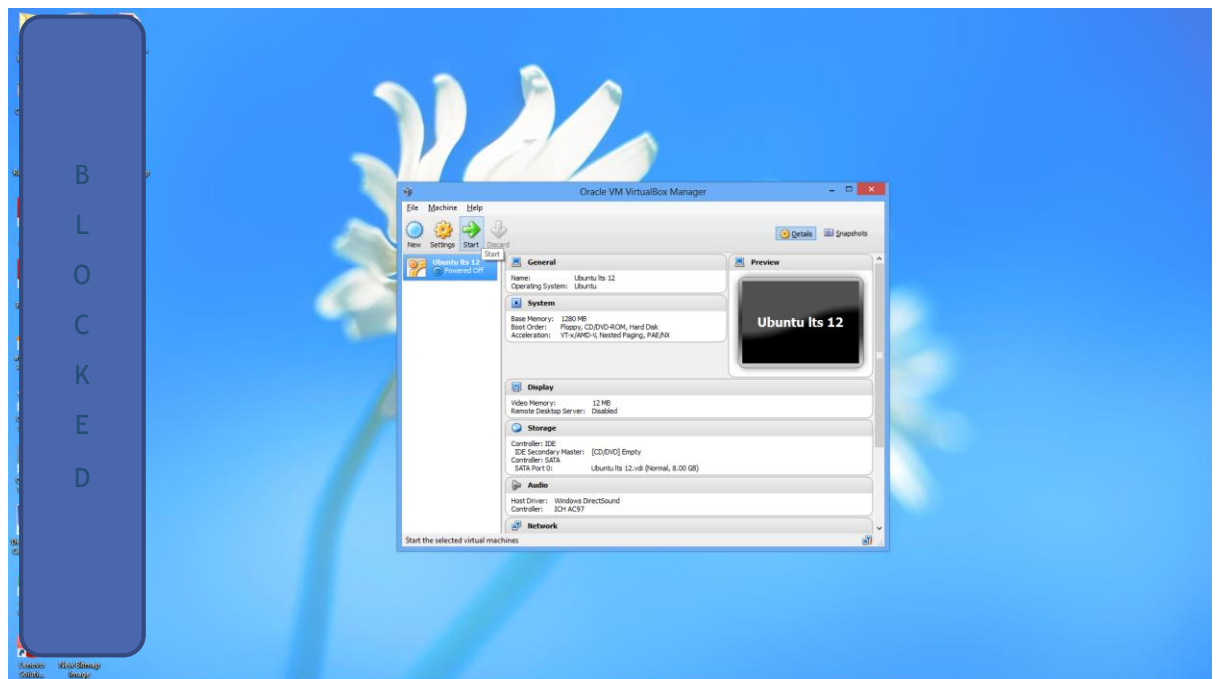 B
L
O
C
K
E
D
Lenovo
Soluti...
New Bitmap
Image
Oracle VM VirtualBox Manager
File Machine Help
New Settings Start Discard
Start
Details Snapshots
Ubuntu lts 12
Powered Off
General
Name: Ubuntu lts 12
Operating System: Ubuntu
System
Base Memory: 1280 MB
Boot Order: Floppy, CD/DVD-ROM, Hard Disk
Acceleration: VT-x/AMD-V, Nested Paging, PAE/NX
Preview
Ubuntu lts 12
Display
Video Memory: 12 MB
Remote Desktop Server: Disabled
Storage
Controller: IDE
IDE Secondary Master: [CD/DVD] Empty
Controller: SATA
SATA Port 0: Ubuntu lts 12.vdi (Normal, 8.00 GB)
Audio
Host Driver: Windows DirectSound
Controller: ICH AC97
Network
Start the selected virtual machines